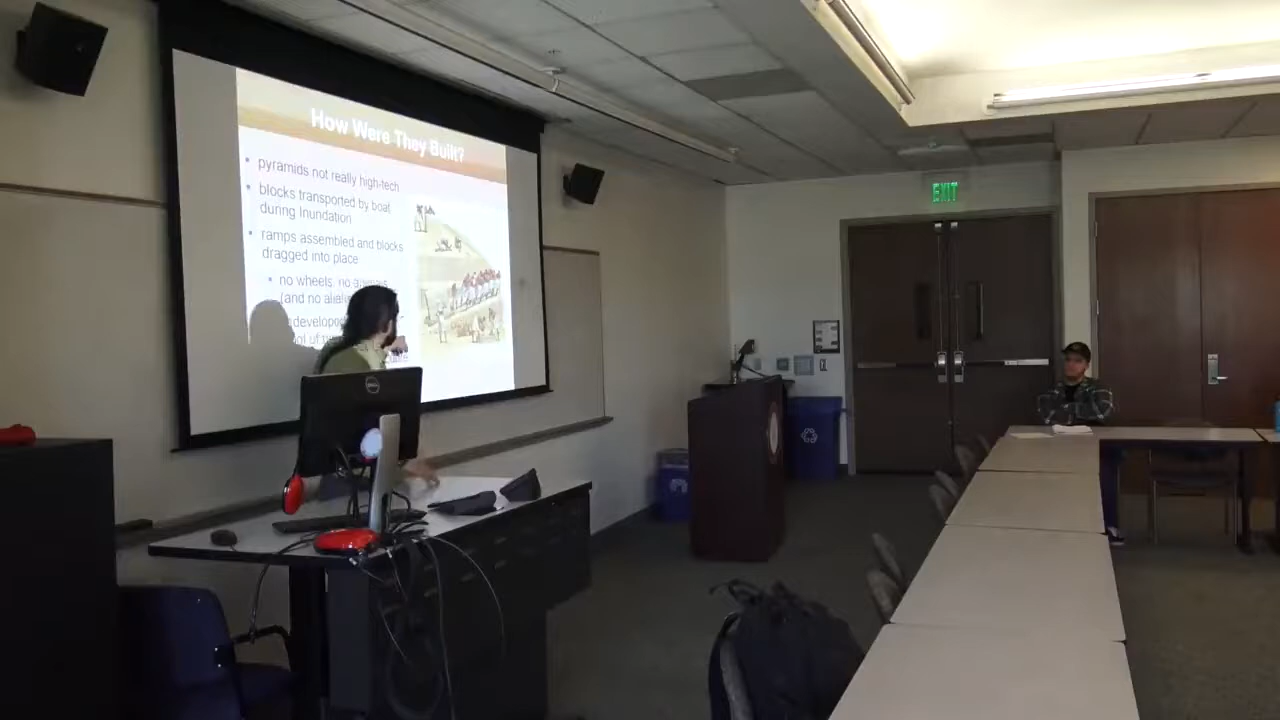 How Were They Built?
pyramids not really high-tech
blocks transported by boat
during Inundation
ramps assembled and blocks
dragged into place
no wheels, no
(and no
EXIT
DELL